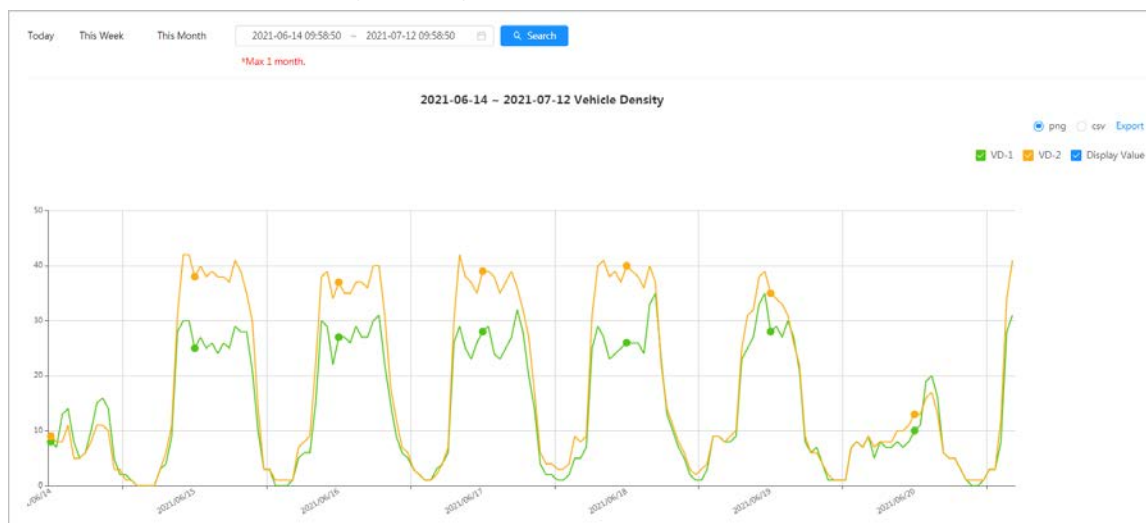 Today This Week This Month 2021-06-14 09:58:50 ~ 2021-07-12 09:58:50 Search
*Max 1 month.
2021-06-14 ~ 2021-07-12 Vehicle Density
png csv Export
VD-1 VD-2 Display Value
50
40
30
20
10
0
06/14 2021/06/15 2021/06/16 2021/06/17 2021/06/18 2021/06/19 2021/06/20